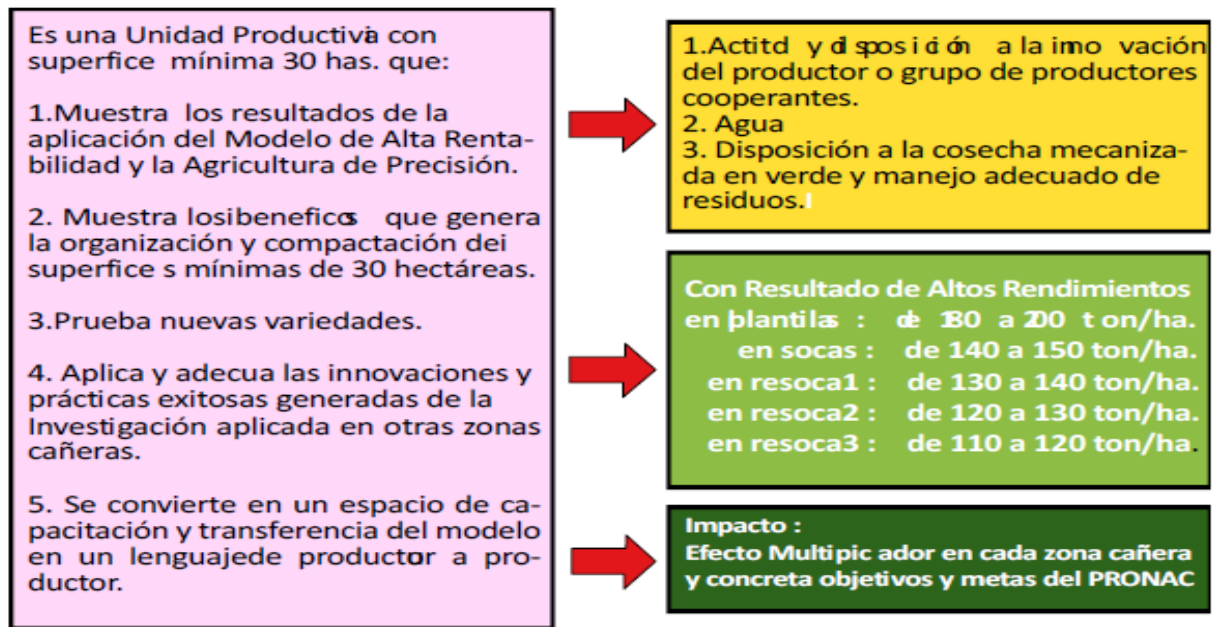 Es una Unidad Productiva con
superfice mínima 30 has. que:
1.Muestra los resultados de la
aplicación del Modelo de Alta Renta-
bilidad y la Agricultura de Precisión.
2. Muestra losibeneficos que genera
la organización y compactación dei
superfice s mínimas de 30 hectáreas.
3.Prueba nuevas variedades.
4. Aplica y adecua las innovaciones y
prácticas exitosas generadas de la
Investigación aplicada en otras zonas
cañeras.
5. Se convierte en un espacio de ca-
pacitación y transferencia del modelo
en un lenguajede productor a pro-
ductor.
1.Actitd y disposición a la inno vación
del productor o grupo de productores
cooperantes.
2. Agua
3. Disposición a la cosecha mecaniza-
da en verde y manejo adecuado de
residuos.
Con Resultado de Altos Rendimientos
en plantilas : de 180 a 200 t on/ha.
en socas : de 140 a 150 ton/ha.
en resoca1 : de 130 a 140 ton/ha.
en resoca2 : de 120 a 130 ton/ha.
en resoca3 : de 110 a 120 ton/ha.
Impacto :
Efecto Multipic ador en cada zona cañera
y concreta objetivos y metas del PRONAC